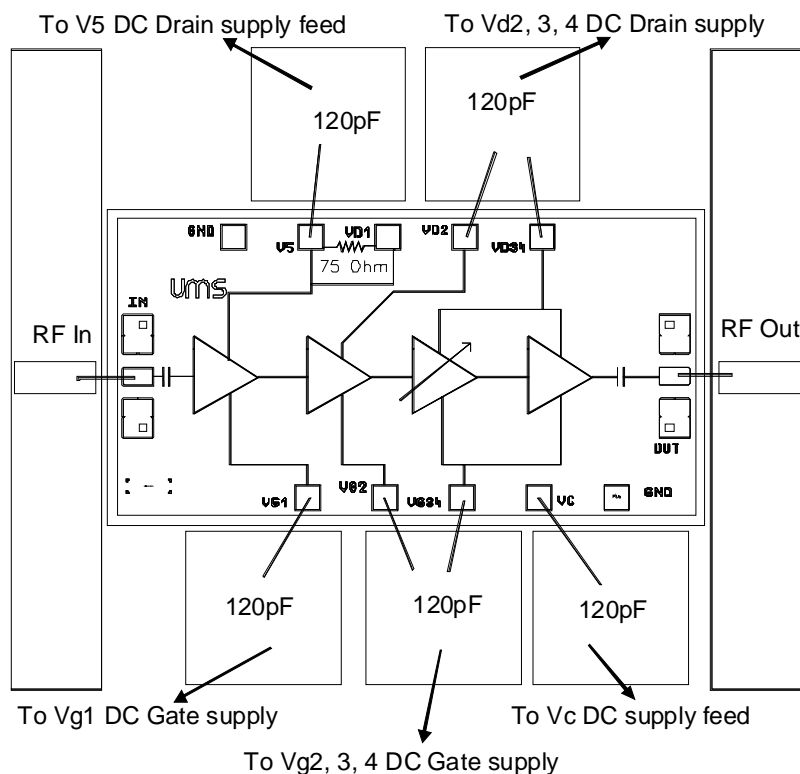 To V5 DC Drain supply feed
To Vd2, 3, 4 DC Drain supply
120pF
120pF
GND
V5
VD1
VD2
VD34
75 Ohm
ums
IN
RF In
RF Out
OUT
VG1
VG2
VG34
VC
GND
120pF
120pF
120pF
To Vg1 DC Gate supply
To Vc DC supply feed
To Vg2, 3, 4 DC Gate supply